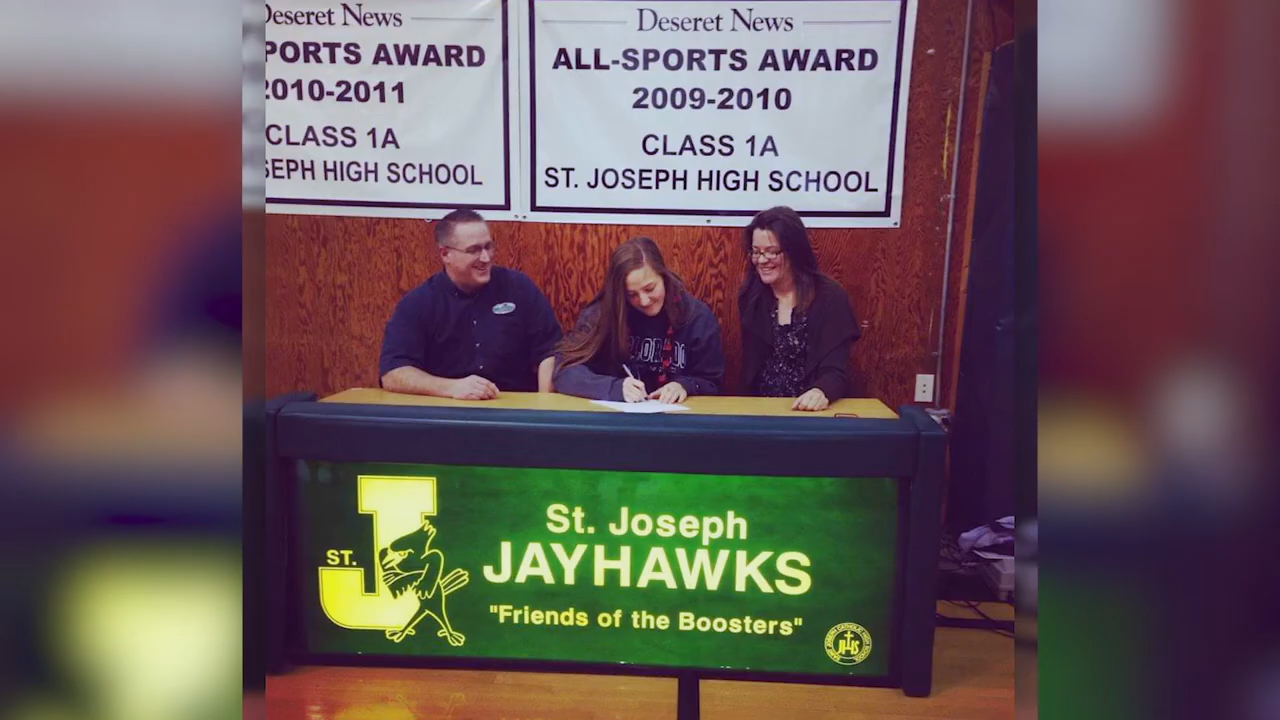 Deseret News
PORTS AWARD
2010-2011
CLASS 1A
SEPH HIGH SCHOOL
Deseret News
ALL-SPORTS AWARD
2009-2010
CLASS 1A
ST. JOSEPH HIGH SCHOOL
ST. J
St. Joseph
JAYHAWKS
"Friends of the Boosters"